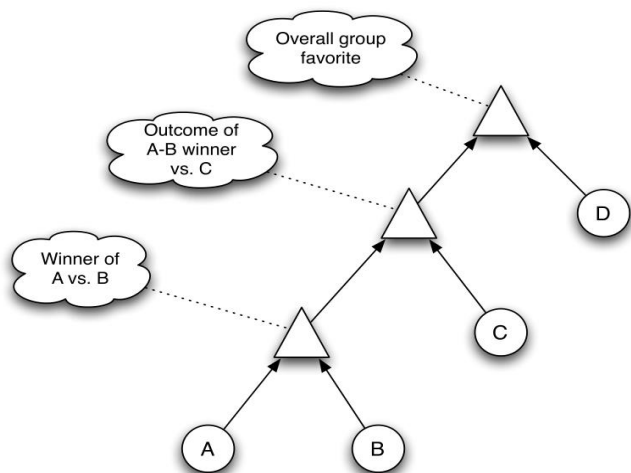 Overall group
favorite
Outcome of
A-B winner
vs. C
D
Winner of
A vs. B
C
A
B